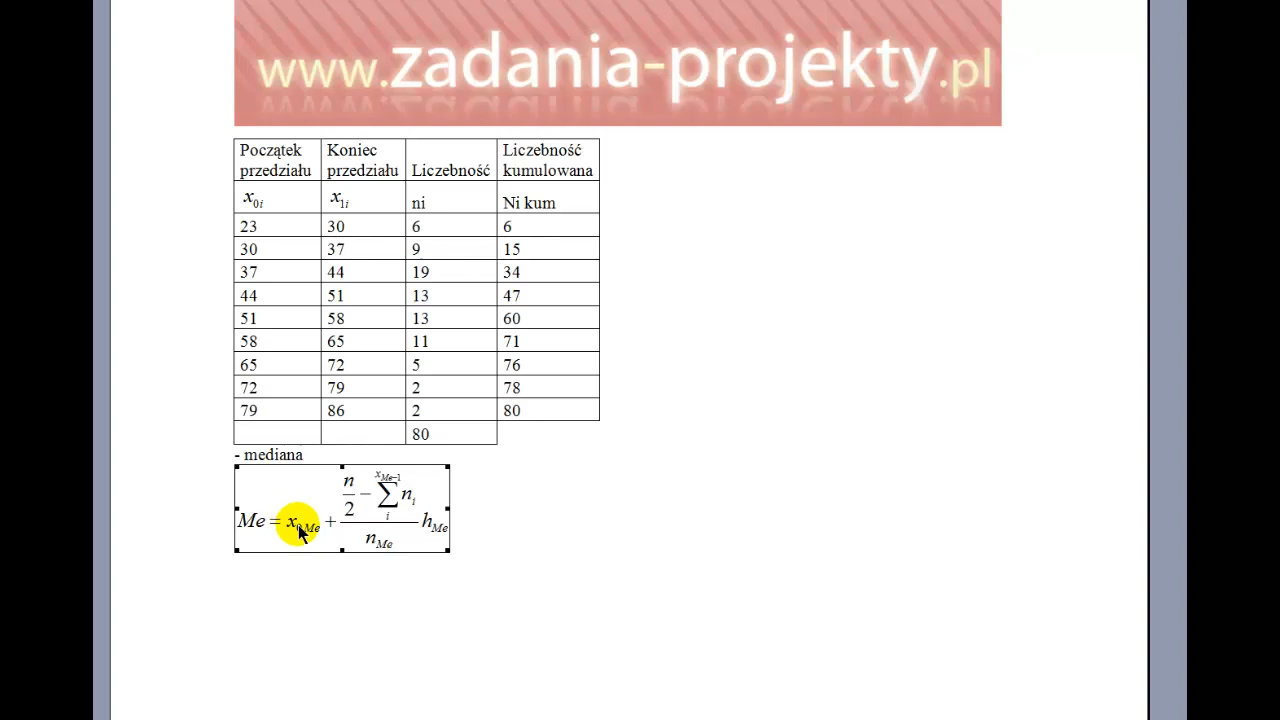 www.zadania-projekty.pl
Początek przedziału Koniec przedziału Liczebność Liczebność kumulowana
x0i x1i ni Ni kum
23 30 6 6
30 37 9 15
37 44 19 34
44 51 13 47
51 58 13 60
58 65 11 71
65 72 5 76
72 79 2 78
79 86 2 80
80
- mediana
Me = x0Me + (n/2 − ∑ i xMe−1 ni) / nMe hMe